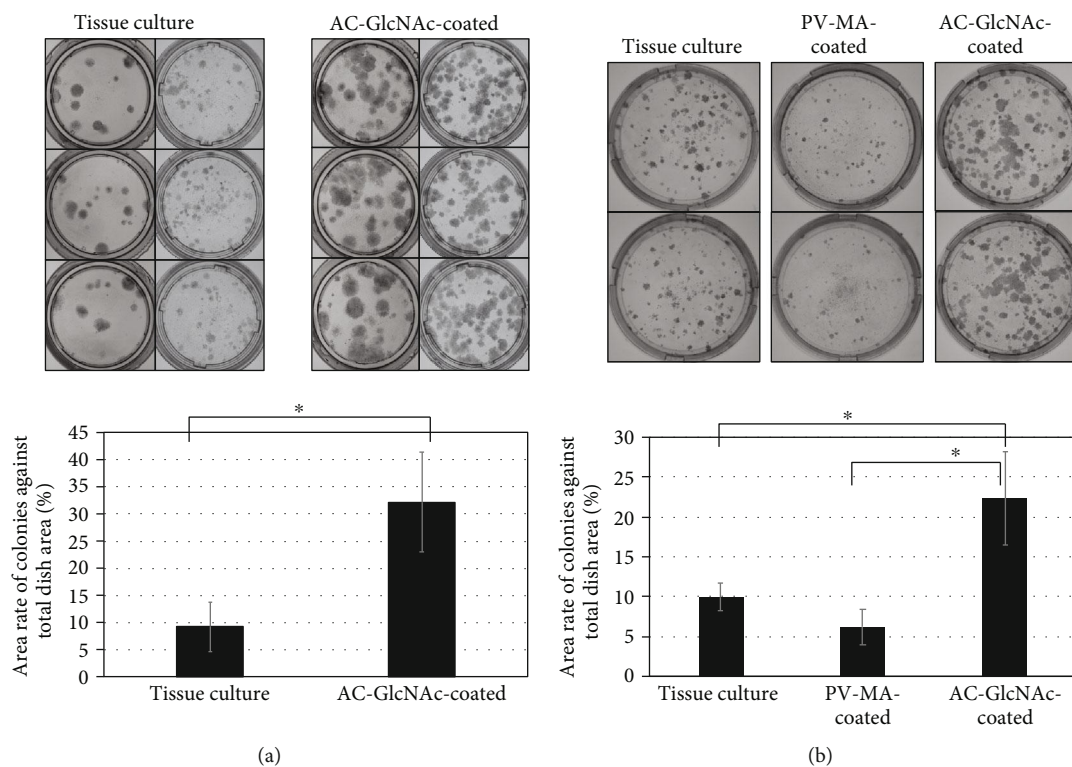 Tissue culture
AC-GlcNAc-coated
*
Area rate of colonies against
total dish area (%)
45
40
35
30
25
20
15
10
5
0
Tissue culture
AC-GlcNAc-coated
(a)
Tissue culture
PV-MA-
coated
AC-GlcNAc-
coated
*
*
Area rate of colonies against
total dish area (%)
30
25
20
15
10
5
0
Tissue culture
PV-MA-
coated
AC-GlcNAc-
coated
(b)